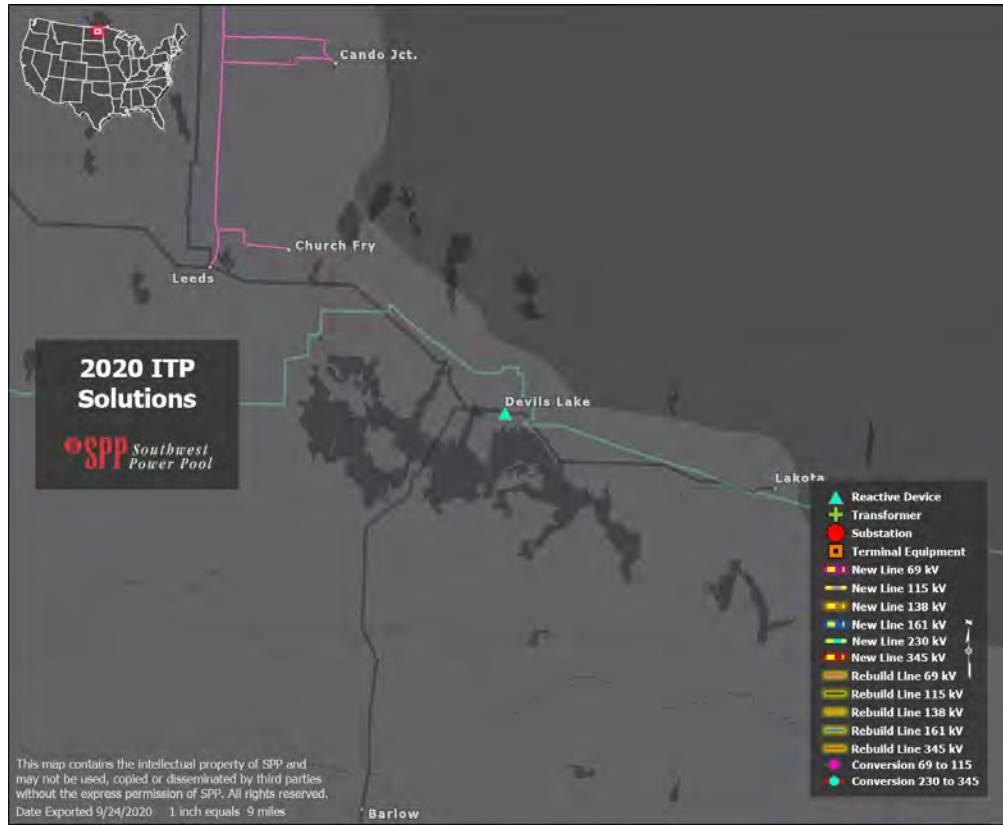 Cando Jct.
Church Fry
Leeds
2020 ITP
Solutions
SPP Southwest
Power Pool
Devils Lake
Lakota
Reactive Device
Transformer
Substation
Terminal Equipment
New Line 69 kV
New Line 115 kV
New Line 138 kV
New Line 161 kV
New Line 230 kV
New Line 345 kV
Rebuild Line 69 kV
Rebuild Line 115 kV
Rebuild Line 138 kV
Rebuild Line 161 kV
Rebuild Line 345 kV
Conversion 69 to 115
Conversion 230 to 345
N
This map contains the intellectual property of SPP and
may not be used, copied or disseminated by third parties
without the express permission of SPP. All rights reserved.
Date Exported 9/24/2020 1 inch equals 9 miles
Barlow